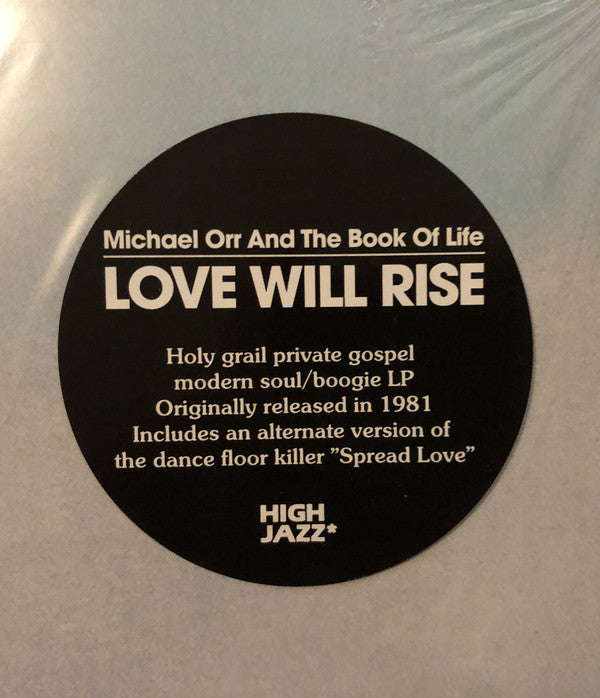 Michael Orr And The Book Of Life
LOVE WILL RISE
Holy grail private gospel
modern soul/boogie LP
Originally released in 1981
Includes an alternate version of
the dance floor killer ”Spread Love”
HIGH
JAZZ*